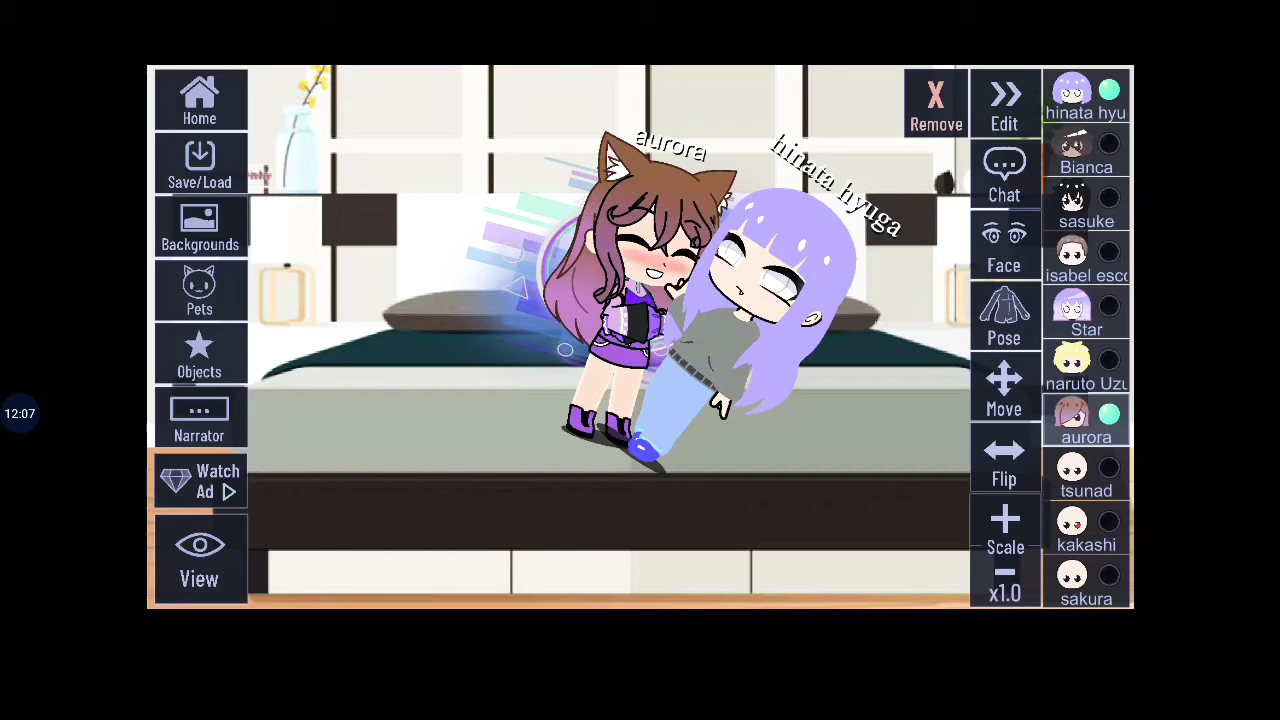 Home
Save/Load
Backgrounds
Pets
Objects
Narrator
Watch
Ad
View
12:07
aurora
hinata hyuga
X
Remove
Edit
Chat
Face
Pose
Move
Flip
Scale
x1.0
hinata hyu
Bianca
sasuke
isabel esco
Star
naruto Uzu
aurora
tsunad
kakashi
sakura